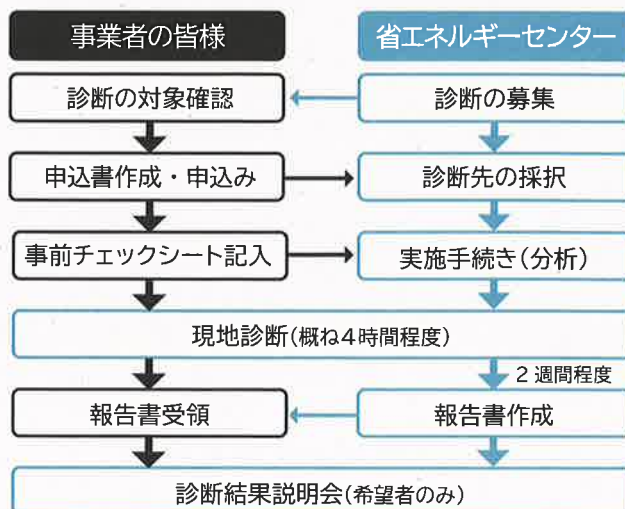 事業者の皆様
省エネルギーセンター
診断の対象確認
診断の募集
申込書作成・申込み
診断先の採択
事前チェックシート記入
実施手続き(分析)
現地診断(概ね4時間程度)
2週間程度
報告書受領
報告書作成
診断結果説明会(希望者のみ)